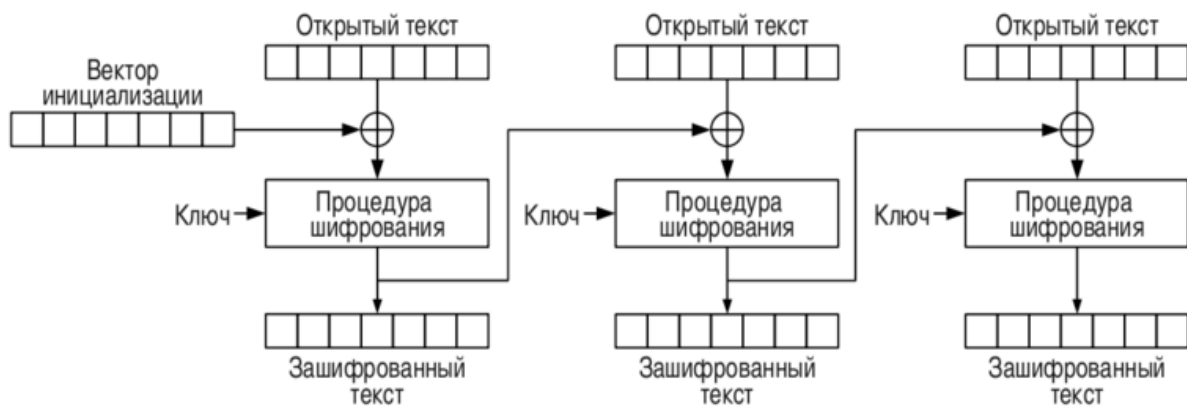 Открытый текст
Открытый текст
Открытый текст
Вектор
инициализации
Ключ
Процедура
шифрования
Ключ
Процедура
шифрования
Ключ
Процедура
шифрования
Зашифрованный
текст
Зашифрованный
текст
Зашифрованный
текст